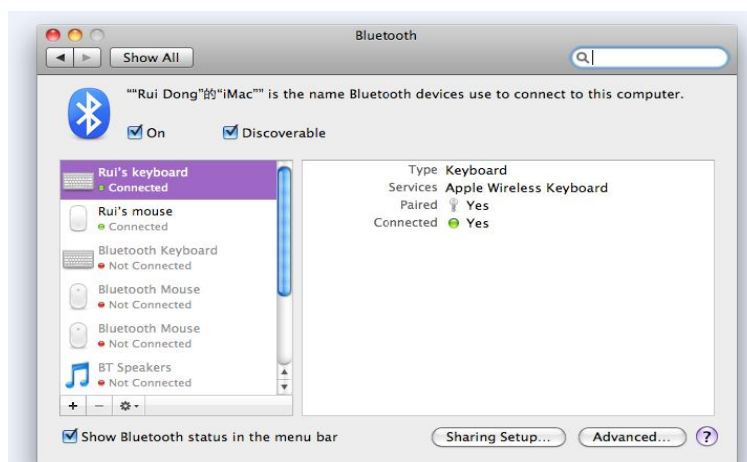 Bluetooth
Show All
““Rui Dong”的“iMac”” is the name Bluetooth devices use to connect to this computer.
On
Discoverable
Rui's keyboard
Connected
Rui's mouse
Connected
Bluetooth Keyboard
Not Connected
Bluetooth Mouse
Not Connected
Bluetooth Mouse
Not Connected
BT Speakers
Not Connected
Type Keyboard
Services Apple Wireless Keyboard
Paired Yes
Connected Yes
Show Bluetooth status in the menu bar
Sharing Setup...
Advanced...
?